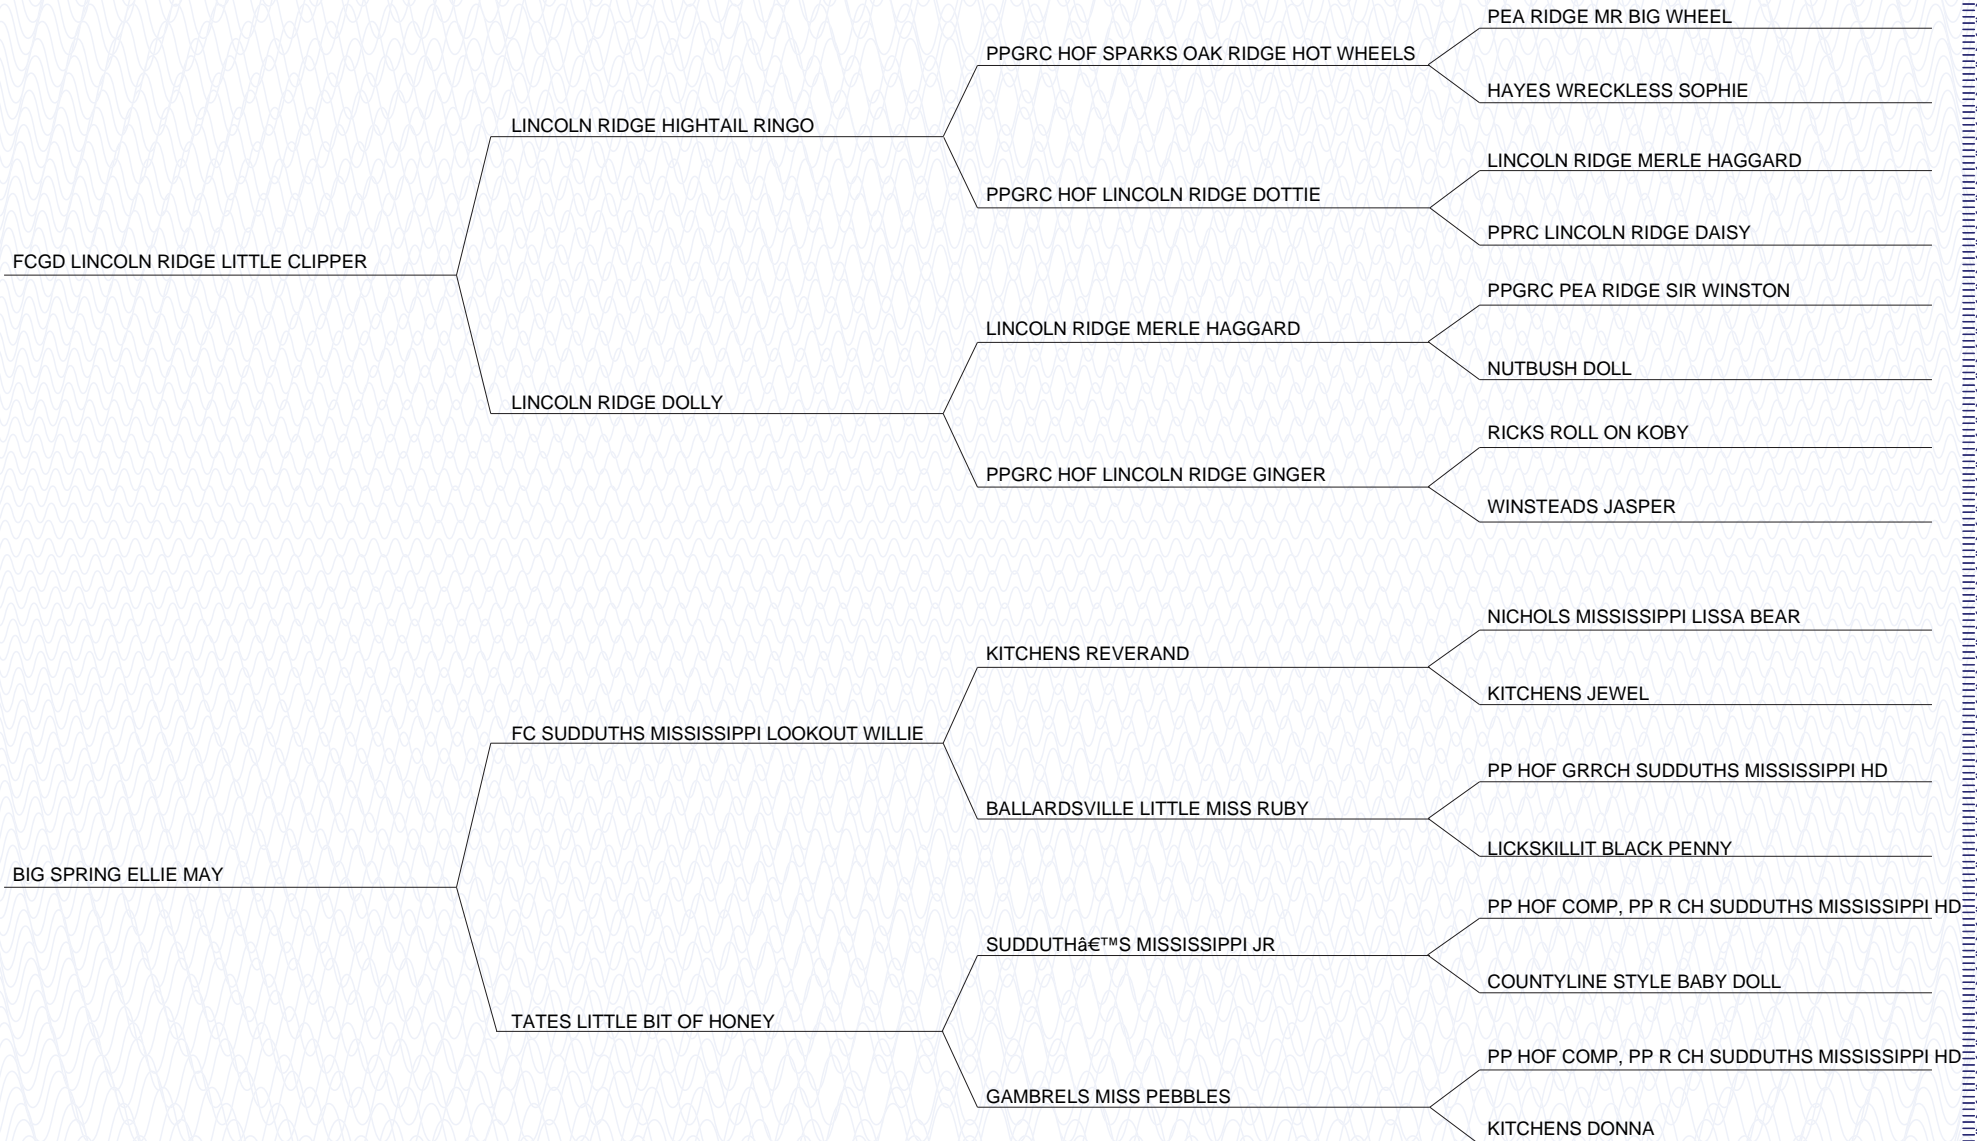 PEA RIDGE MR BIG WHEEL
PPGRC HOF SPARKS OAK RIDGE HOT WHEELS
HAYES WRECKLESS SOPHIE
LINCOLN RIDGE HIGHTAIL RINGO
LINCOLN RIDGE MERLE HAGGARD
PPGRC HOF LINCOLN RIDGE DOTTIE
PPRC LINCOLN RIDGE DAISY
FCGD LINCOLN RIDGE LITTLE CLIPPER
PPGRC PEA RIDGE SIR WINSTON
LINCOLN RIDGE MERLE HAGGARD
NUTBUSH DOLL
LINCOLN RIDGE DOLLY
RICKS ROLL ON KOBY
PPGRC HOF LINCOLN RIDGE GINGER
WINSTEADS JASPER
NICHOLS MISSISSIPPI LISSA BEAR
KITCHENS REVERAND
KITCHENS JEWEL
FC SUDDUTHS MISSISSIPPI LOOKOUT WILLIE
PP HOF GRRCH SUDDUTHS MISSISSIPPI HD
BALLARDSVILLE LITTLE MISS RUBY
LICKSKILLIT BLACK PENNY
BIG SPRING ELLIE MAY
PP HOF COMP, PP R CH SUDDUTHS MISSISSIPPI HD
SUDDUTHâ€™S MISSISSIPPI JR
COUNTYLINE STYLE BABY DOLL
TATES LITTLE BIT OF HONEY
PP HOF COMP, PP R CH SUDDUTHS MISSISSIPPI HD
GAMBRELS MISS PEBBLES
KITCHENS DONNA